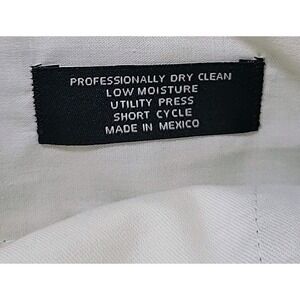 PROFESSIONALLY DRY CLEAN
LOW MOISTURE
UTILITY PRESS
SHORT CYCLE
MADE IN MEXICO